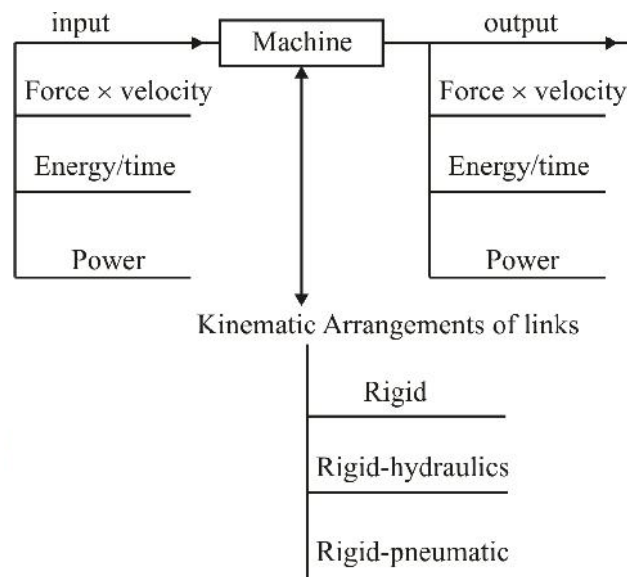 input
Machine
output
Force × velocity
Force × velocity
Energy/time
Energy/time
Power
Power
Kinematic Arrangements of links
Rigid
Rigid-hydraulics
Rigid-pneumatic